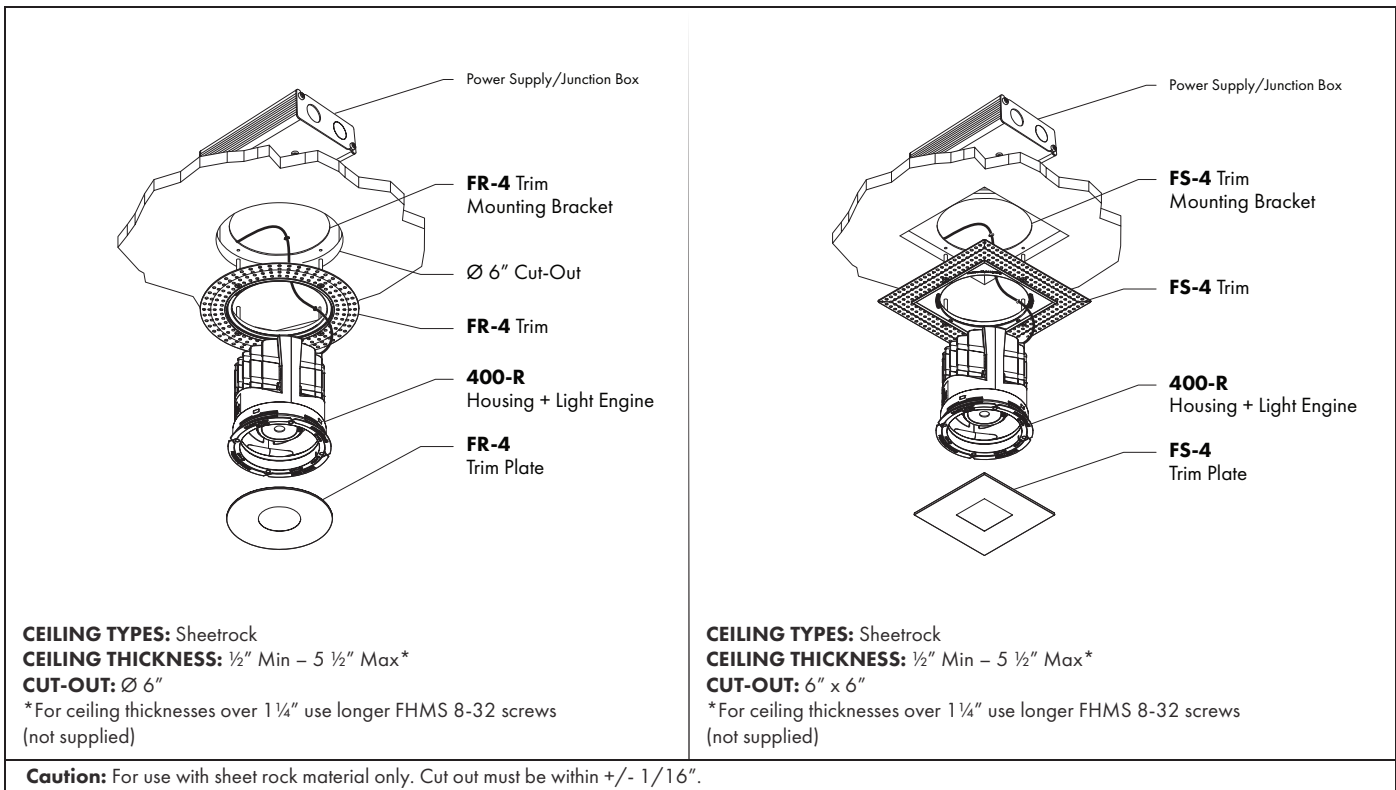 Power Supply/Junction Box
FR-4 Trim
Mounting Bracket
Ø 6” Cut-Out
FR-4 Trim
400-R
Housing + Light Engine
FR-4
Trim Plate
CEILING TYPES: Sheetrock
CEILING THICKNESS: ½” Min – 5 ½” Max*
CUT-OUT: Ø 6”
*For ceiling thicknesses over 1¼” use longer FHMS 8-32 screws
(not supplied)
Power Supply/Junction Box
FS-4 Trim
Mounting Bracket
FS-4 Trim
400-R
Housing + Light Engine
FS-4
Trim Plate
CEILING TYPES: Sheetrock
CEILING THICKNESS: ½” Min – 5 ½” Max*
CUT-OUT: 6” x 6”
*For ceiling thicknesses over 1¼” use longer FHMS 8-32 screws
(not supplied)
Caution: For use with sheet rock material only. Cut out must be within +/- 1/16”.